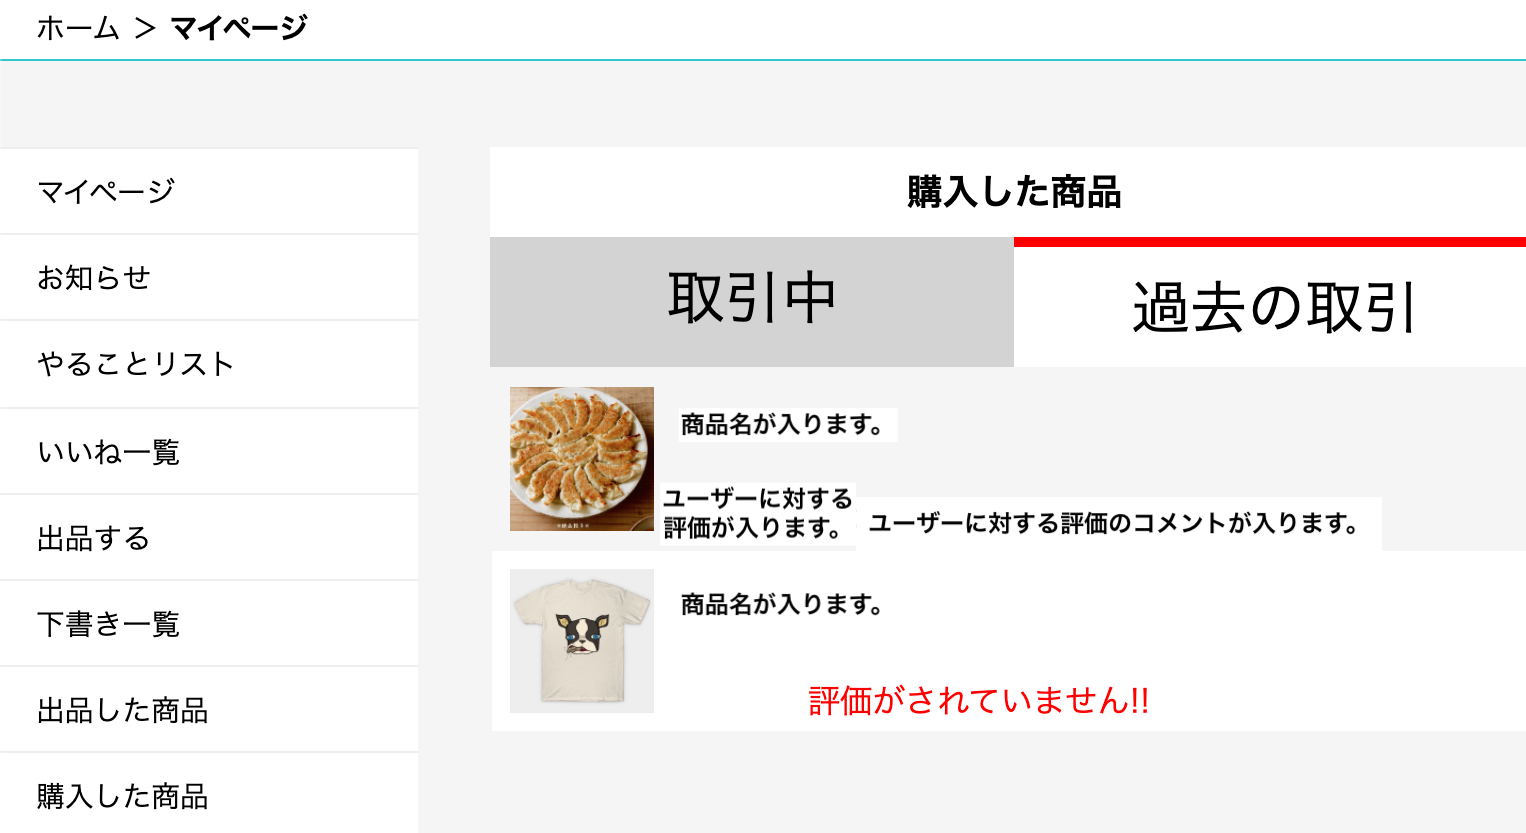 ホーム ＞ マイページ
マイページ
お知らせ
やることリスト
いいね一覧
出品する
下書き一覧
出品した商品
購入した商品
購入した商品
取引中
過去の取引
商品名が入ります。
ユーザーに対する
評価が入ります。
ユーザーに対する評価のコメントが入ります。
商品名が入ります。
評価がされていません!!